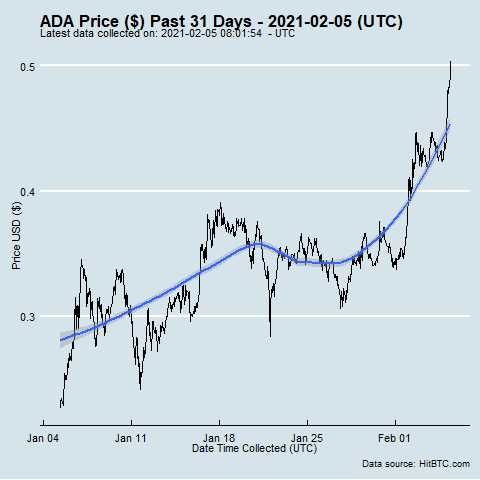 ADA Price ($) Past 31 Days - 2021-02-05 (UTC)
Latest data collected on: 2021-02-05 08:01:54 - UTC
0.5
0.4
0.3
Price USD ($)
Jan 04 Jan 11 Jan 18 Jan 25 Feb 01
Date Time Collected (UTC)
Data source: HitBTC.com